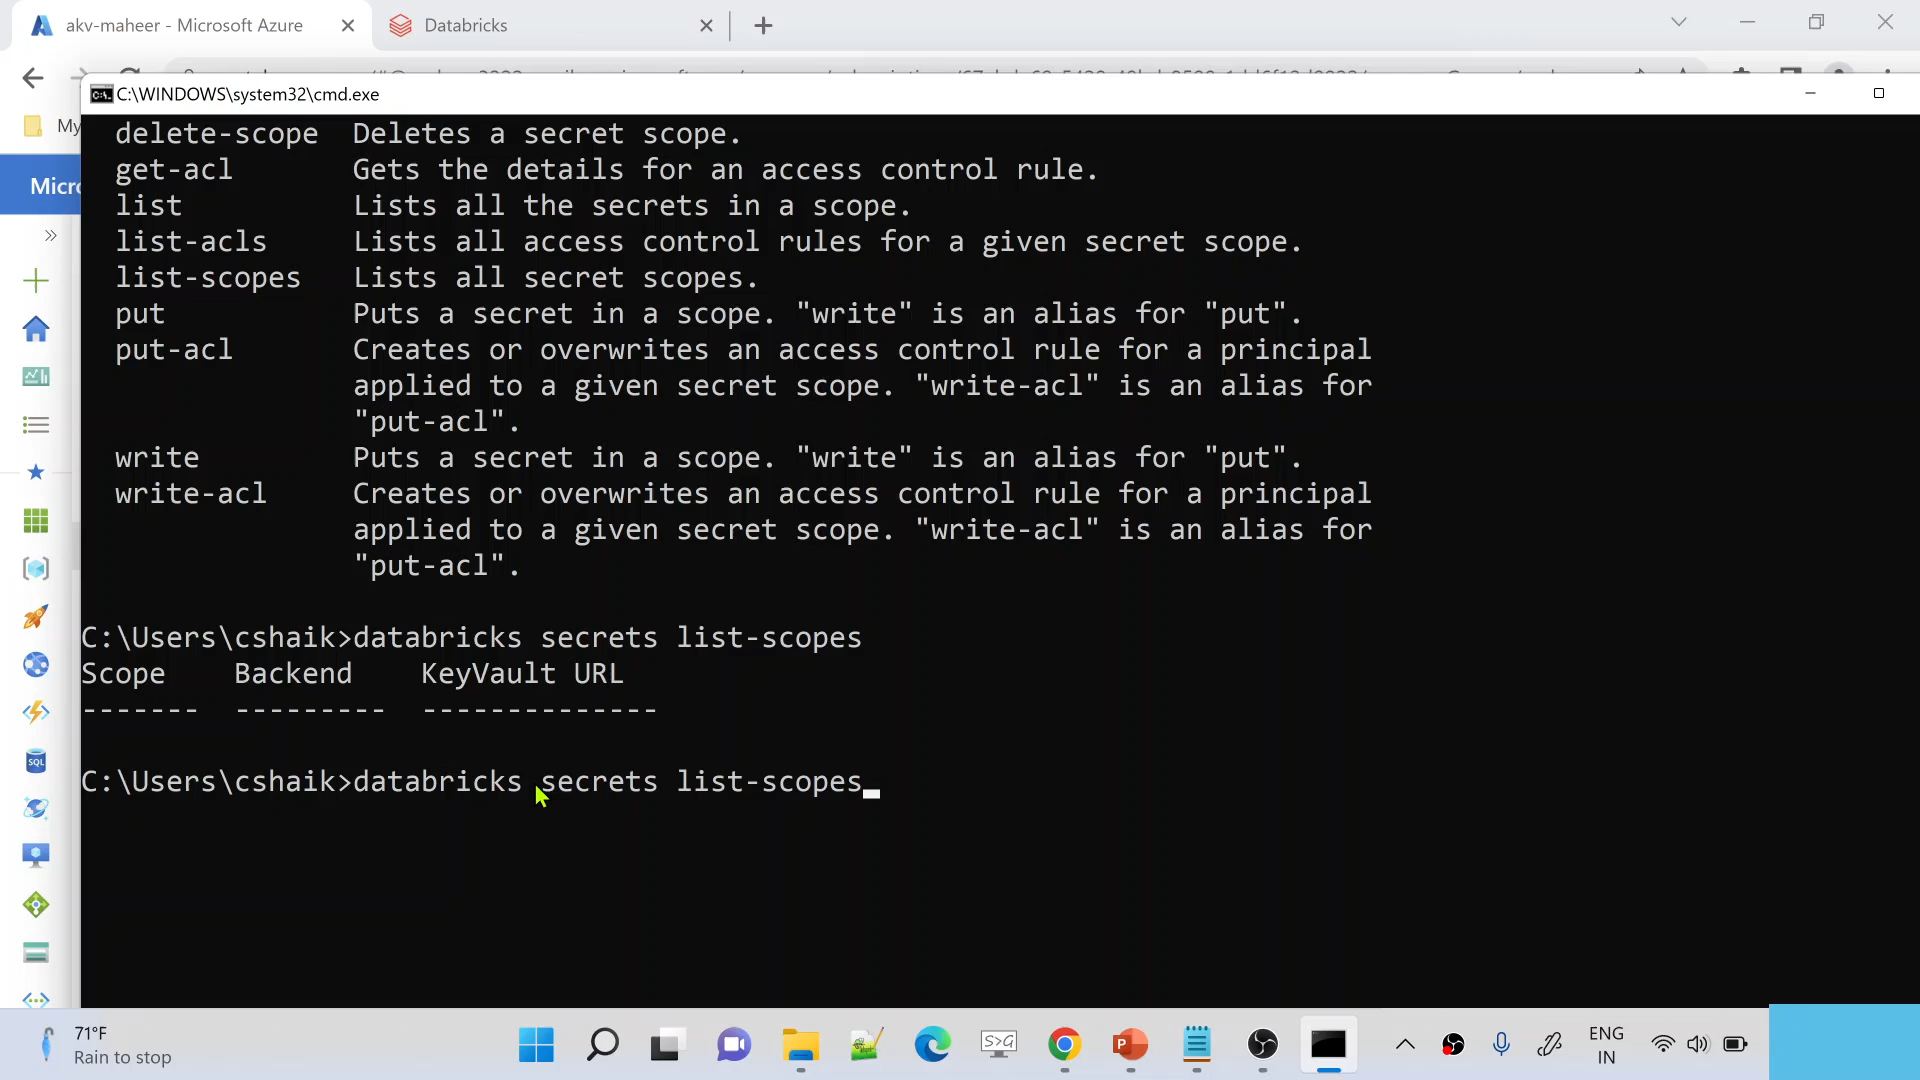 akv-maheer - Microsoft Azure
Databricks
C:\WINDOWS\system32\cmd.exe
My
Micro
delete-scope Deletes a secret scope.
get-acl Gets the details for an access control rule.
list Lists all the secrets in a scope.
list-acls Lists all access control rules for a given secret scope.
list-scopes Lists all secret scopes.
put Puts a secret in a scope. "write" is an alias for "put".
put-acl Creates or overwrites an access control rule for a principal
applied to a given secret scope. "write-acl" is an alias for
"put-acl".
write Puts a secret in a scope. "write" is an alias for "put".
write-acl Creates or overwrites an access control rule for a principal
applied to a given secret scope. "write-acl" is an alias for
"put-acl".
C:\Users\cshaik>databricks secrets list-scopes
Scope Backend KeyVault URL
------- --------- --------------
C:\Users\cshaik>databricks secrets list-scopes
SQL
71°F
Rain to stop
S>G
P
ENG
IN